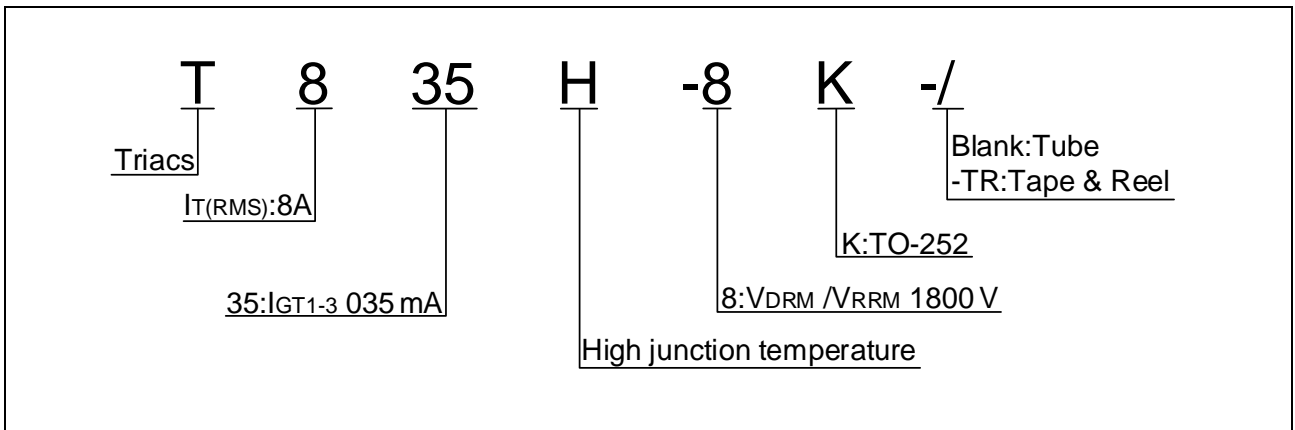 T 8 35 H -8 K -/
Triacs
IT(RMS):8A
35:IGT1-3 035 mA
High junction temperature
8:VDRM /VRRM 1800 V
K:TO-252
Blank:Tube
-TR:Tape & Reel